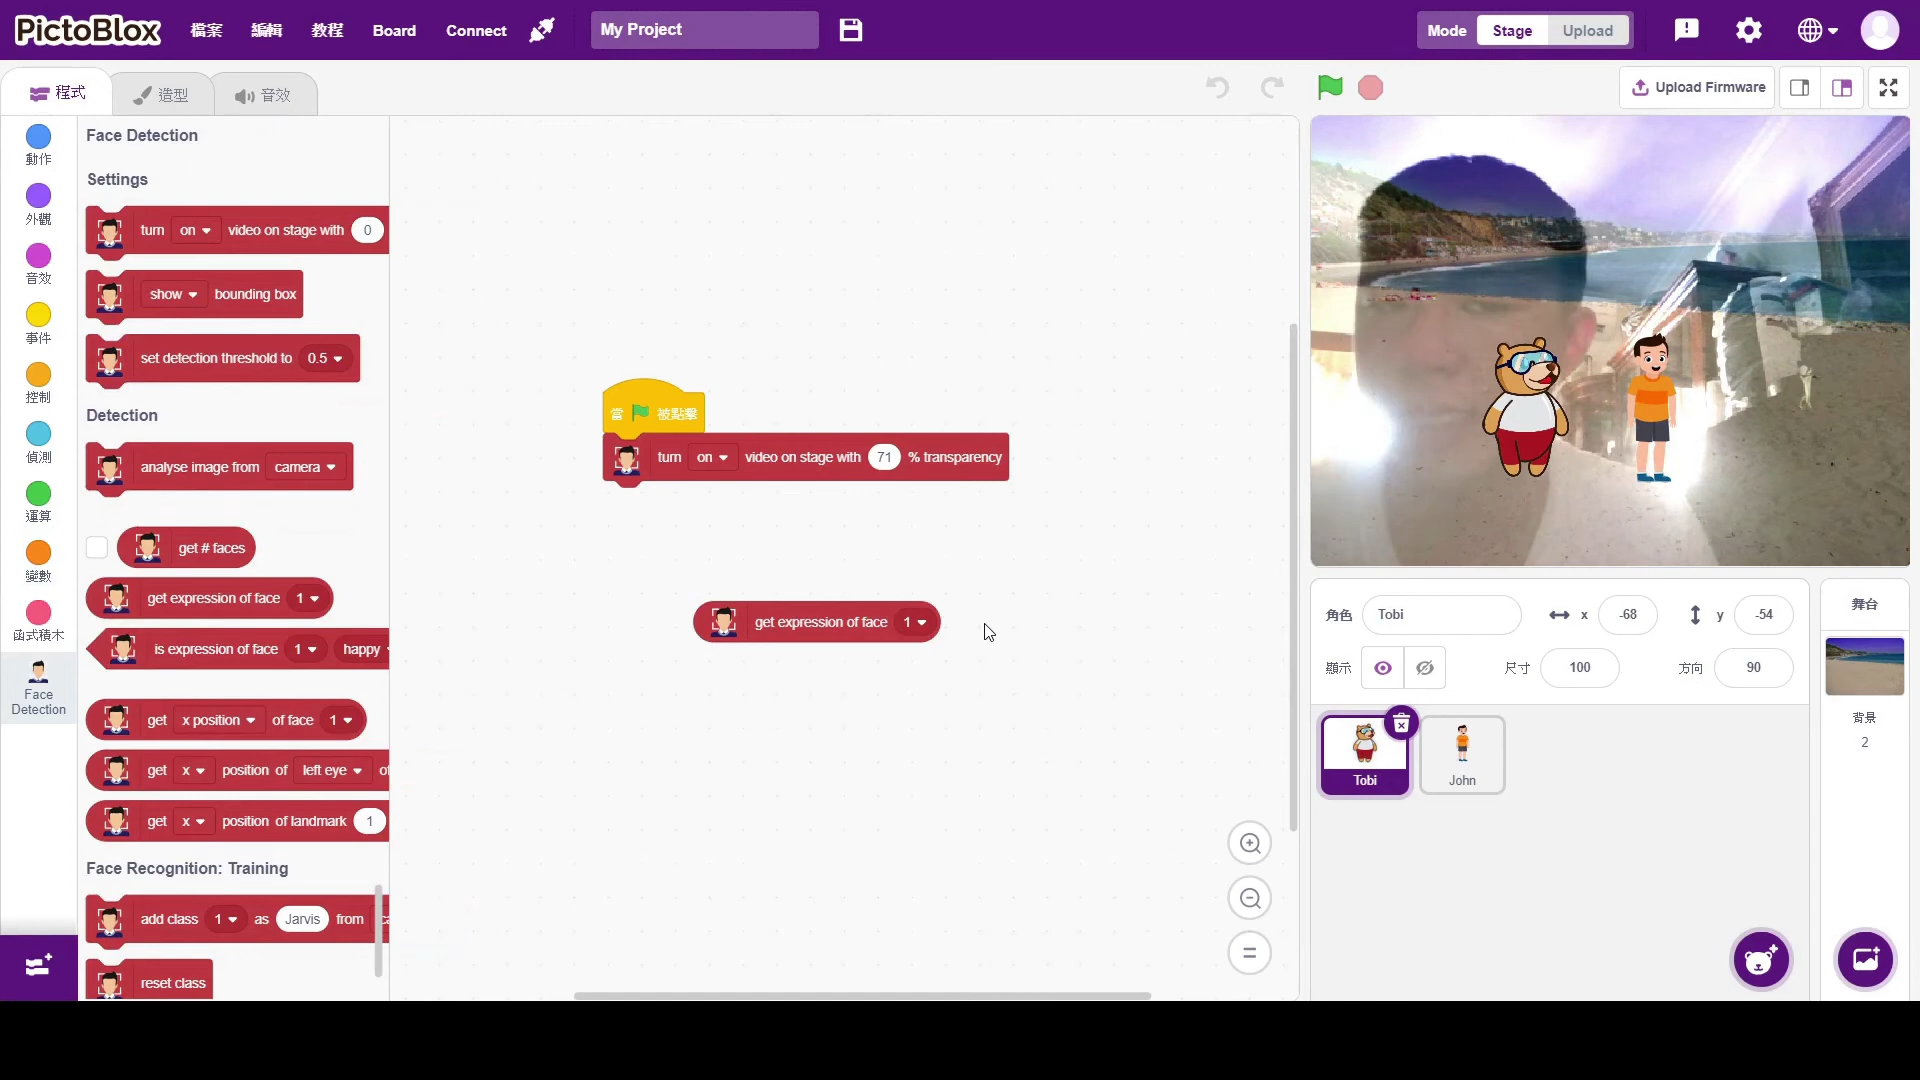 PictoBlox 檔案 編輯 教程 Board Connect My Project Mode Stage Upload
程式 造型 音效 Upload Firmware
動作
外觀
音效
事件
控制
偵測
運算
變數
函式積木
Face
Detection
Face Detection
Settings
turn on video on stage with 0
show bounding box
set detection threshold to 0.5
Detection
analyse image from camera
get # faces
get expression of face 1
is expression of face 1 happy
get x position of face 1
get x position of left eye of
get x position of landmark 1
Face Recognition: Training
add class 1 as Jarvis from ca
reset class
當 被點擊
turn on video on stage with 71 % transparency
get expression of face 1
角色 Tobi x -68 y -54
顯示 尺寸 100 方向 90
Tobi
John
舞台
背景
2